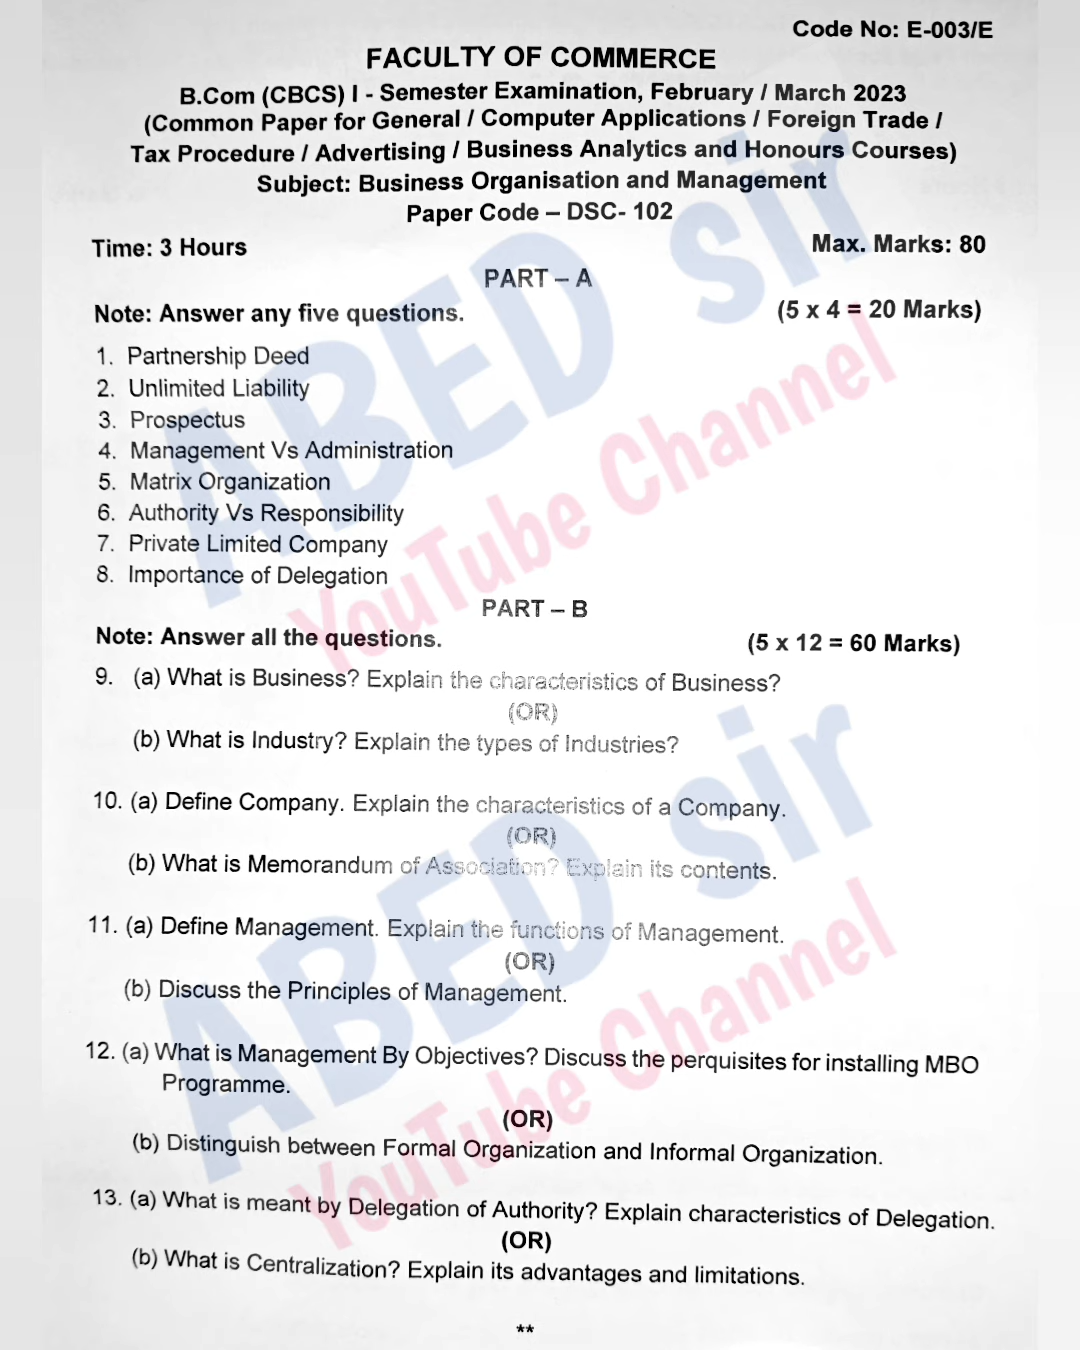 Code No: E-003/E
FACULTY OF COMMERCE
B.Com (CBCS) I - Semester Examination, February / March 2023
(Common Paper for General / Computer Applications / Foreign Trade /
Tax Procedure / Advertising / Business Analytics and Honours Courses)
Subject: Business Organisation and Management
Paper Code – DSC- 102
Time: 3 Hours Max. Marks: 80
PART – A
Note: Answer any five questions. (5 x 4 = 20 Marks)
1. Partnership Deed
2. Unlimited Liability
3. Prospectus
4. Management Vs Administration
5. Matrix Organization
6. Authority Vs Responsibility
7. Private Limited Company
8. Importance of Delegation
PART – B
Note: Answer all the questions. (5 x 12 = 60 Marks)
9. (a) What is Business? Explain the characteristics of Business?
(OR)
(b) What is Industry? Explain the types of Industries?
10. (a) Define Company. Explain the characteristics of a Company.
(OR)
(b) What is Memorandum of Association? Explain its contents.
11. (a) Define Management. Explain the functions of Management.
(OR)
(b) Discuss the Principles of Management.
12. (a) What is Management By Objectives? Discuss the perquisites for installing MBO
Programme.
(OR)
(b) Distinguish between Formal Organization and Informal Organization.
13. (a) What is meant by Delegation of Authority? Explain characteristics of Delegation.
(OR)
(b) What is Centralization? Explain its advantages and limitations.
**
ABED sir
YouTube Channel
ABED sir
YouTube Channel